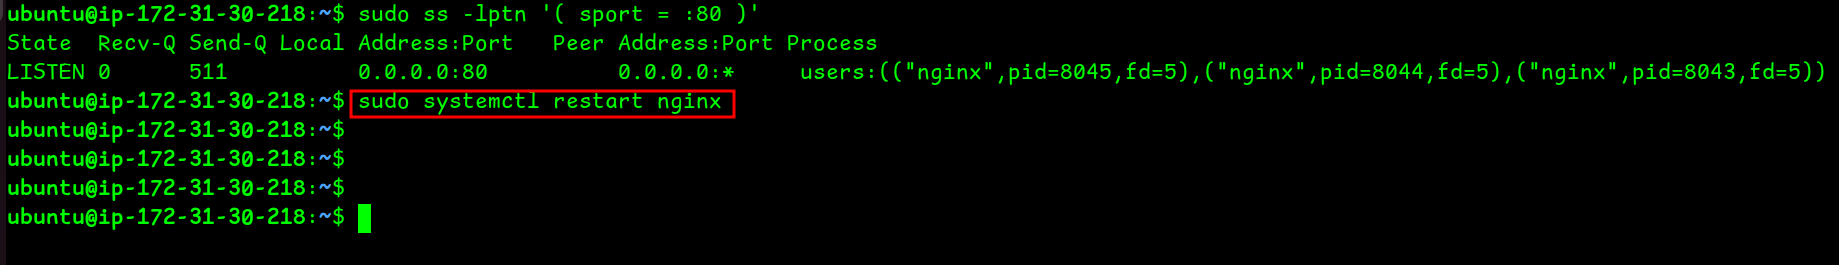 ubuntu@ip-172-31-30-218:~$ sudo ss -lptn '( sport = :80 )'
State  Recv-Q Send-Q Local Address:Port   Peer Address:Port Process
LISTEN 0      511          0.0.0.0:80          0.0.0.0:*     users:(("nginx",pid=8045,fd=5),("nginx",pid=8044,fd=5),("nginx",pid=8043,fd=5))
ubuntu@ip-172-31-30-218:~$ sudo systemctl restart nginx
ubuntu@ip-172-31-30-218:~$
ubuntu@ip-172-31-30-218:~$
ubuntu@ip-172-31-30-218:~$
ubuntu@ip-172-31-30-218:~$